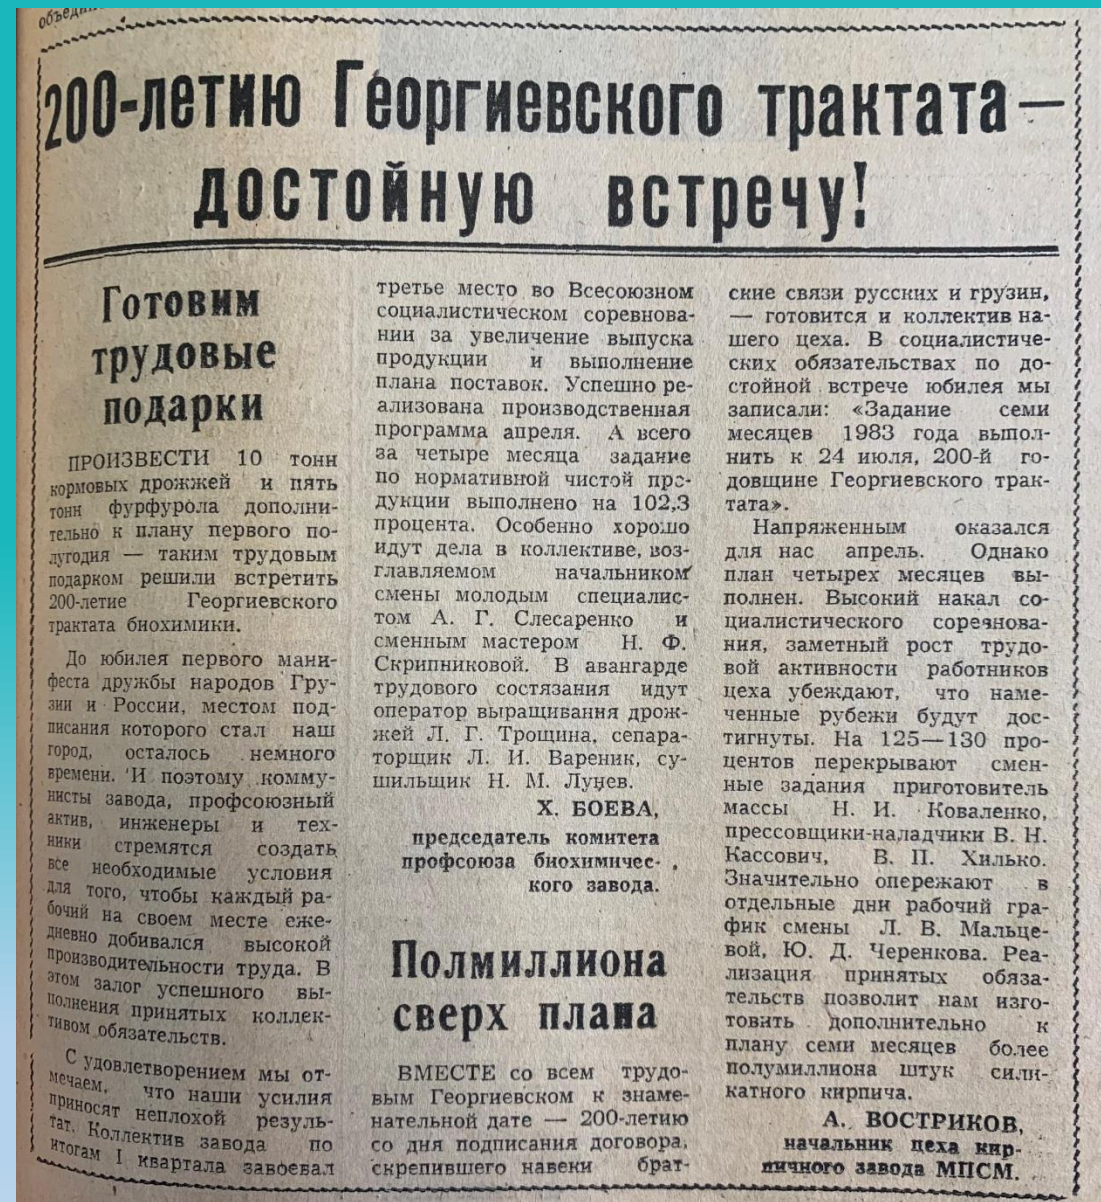 200-летию Георгиевского трактата —
достойную встречу!
Готовим
трудовые
подарки
ПРОИЗВЕСТИ 10 тонн
кормовых дрожжей и пять
тонн фурфурола дополни-
тельно к плану первого по-
лугодия — таким трудовым
подарком решили встретить
200-летие Георгиевского
трактата биохимики.
До юбилея первого мани-
феста дружбы народов Гру-
зии и России, местом под-
писания которого стал наш
город, осталось немного
времени. И поэтому комму-
нисты завода, профсоюзный
актив, инженеры и тех-
ники стремятся создать
все необходимые условия
для того, чтобы каждый ра-
бочий на своем месте еже-
дневно добивался высокой
производительности труда. В
этом залог успешного вы-
полнения принятых коллек-
тивом обязательств.
С удовлетворением мы от-
мечаем, что наши усилия
приносят неплохой резуль-
тат. Коллектив завода по
итогам I квартала завоевал
третье место во Всесоюзном
социалистическом соревнова-
нии за увеличение выпуска
продукции и выполнение
плана поставок. Успешно ре-
ализована производственная
программа апреля. А всего
за четыре месяца задание
по нормативной чистой про-
дукции выполнено на 102,3
процента. Особенно хорошо
идут дела в коллективе, воз-
главляемом начальником
смены молодым специалис-
том А. Г. Слесаренко и
сменным мастером Н. Ф.
Скрипниковой. В авангарде
трудового состязания идут
оператор выращивания дрож-
жей Л. Г. Трощина, сепара-
торщик Л. И. Вареник, су-
шильщик Н. М. Лунев.
Х. БОЕВА,
председатель комитета
профсоюза биохимичес-
кого завода.
Полмиллиона
сверх плана
ВМЕСТЕ со всем трудо-
вым Георгиевском к знаме-
нательной дате — 200-летию
со дня подписания договора,
скрепившего навеки брат-
ские связи русских и грузин,
— готовится и коллектив на-
шего цеха. В социалистиче-
ских обязательствах по до-
стойной встрече юбилея мы
записали: «Задание семи
месяцев 1983 года выпол-
нить к 24 июля, 200-й го-
довщине Георгиевского трак-
тата».
Напряженным оказался
для нас апрель. Однако
план четырех месяцев вы-
полнен. Высокий накал со-
циалистического соревнова-
ния, заметный рост трудо-
вой активности работников
цеха убеждают, что наме-
ченные рубежи будут дос-
тигнуты. На 125—130 про-
центов перекрывают смен-
ные задания приготовитель
массы Н. И. Коваленко,
прессовщики-наладчики В. Н.
Кассович, В. П. Хилько.
Значительно опережают в
отдельные дни рабочий гра-
фик смены Л. В. Мальце-
вой, Ю. Д. Черенкова. Реа-
лизация принятых обяза-
тельств позволит нам изго-
товить дополнительно к
плану семи месяцев более
полумиллиона штук сили-
катного кирпича.
А. ВОСТРИКОВ,
начальник цеха кир-
пичного завода МПСМ.